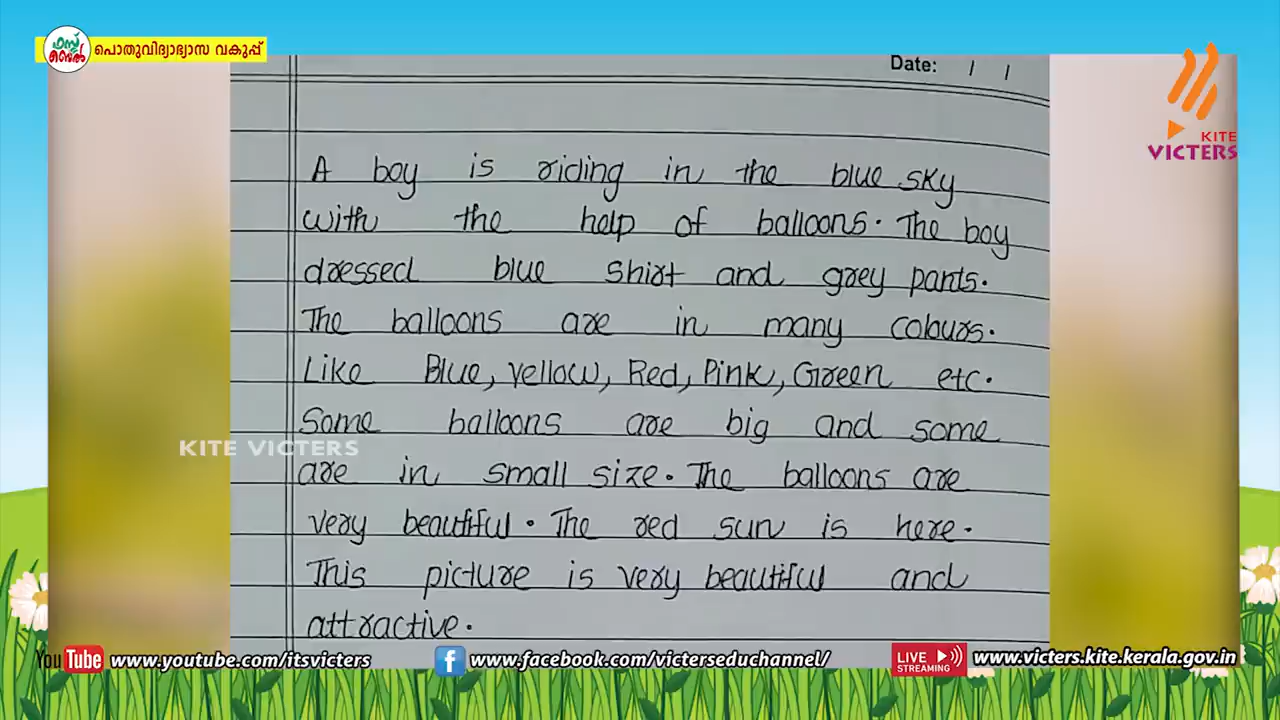 ഫസ്റ്റ് ബെൽ
പൊതുവിദ്യാഭ്യാസ വകുപ്പ്
Date: / /
KITE
VICTERS
A boy is riding in the blue sky
with the help of balloons. The boy
dressed blue shirt and grey pants.
The balloons are in many colours.
Like Blue, Yellow, Red, Pink, Green etc.
Some balloons are big and some
KITE VICTERS
are in small size. The balloons are
very beautiful. The red sun is here.
This picture is very beautiful and
attractive.
YouTube www.youtube.com/itsvicters
f www.facebook.com/victerseduchannel/
LIVE STREAMING www.victers.kite.kerala.gov.in